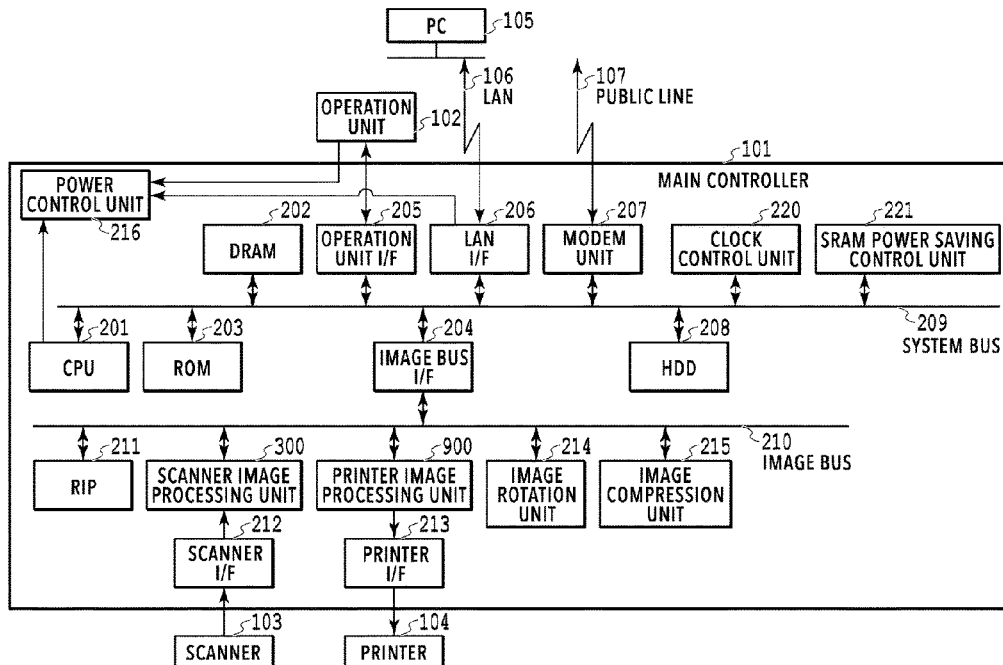 PC
105
106
LAN
107
PUBLIC LINE
OPERATION
UNIT
102
101
MAIN CONTROLLER
POWER
CONTROL UNIT
216
202
DRAM
205
OPERATION
UNIT I/F
206
LAN
I/F
207
MODEM
UNIT
220
CLOCK
CONTROL UNIT
221
SRAM POWER SAVING
CONTROL UNIT
209
SYSTEM BUS
201
CPU
203
ROM
204
IMAGE BUS
I/F
208
HDD
210
IMAGE BUS
211
RIP
300
SCANNER IMAGE
PROCESSING UNIT
900
PRINTER IMAGE
PROCESSING UNIT
214
IMAGE
ROTATION
UNIT
215
IMAGE
COMPRESSION
UNIT
212
SCANNER
I/F
213
PRINTER
I/F
103
SCANNER
104
PRINTER